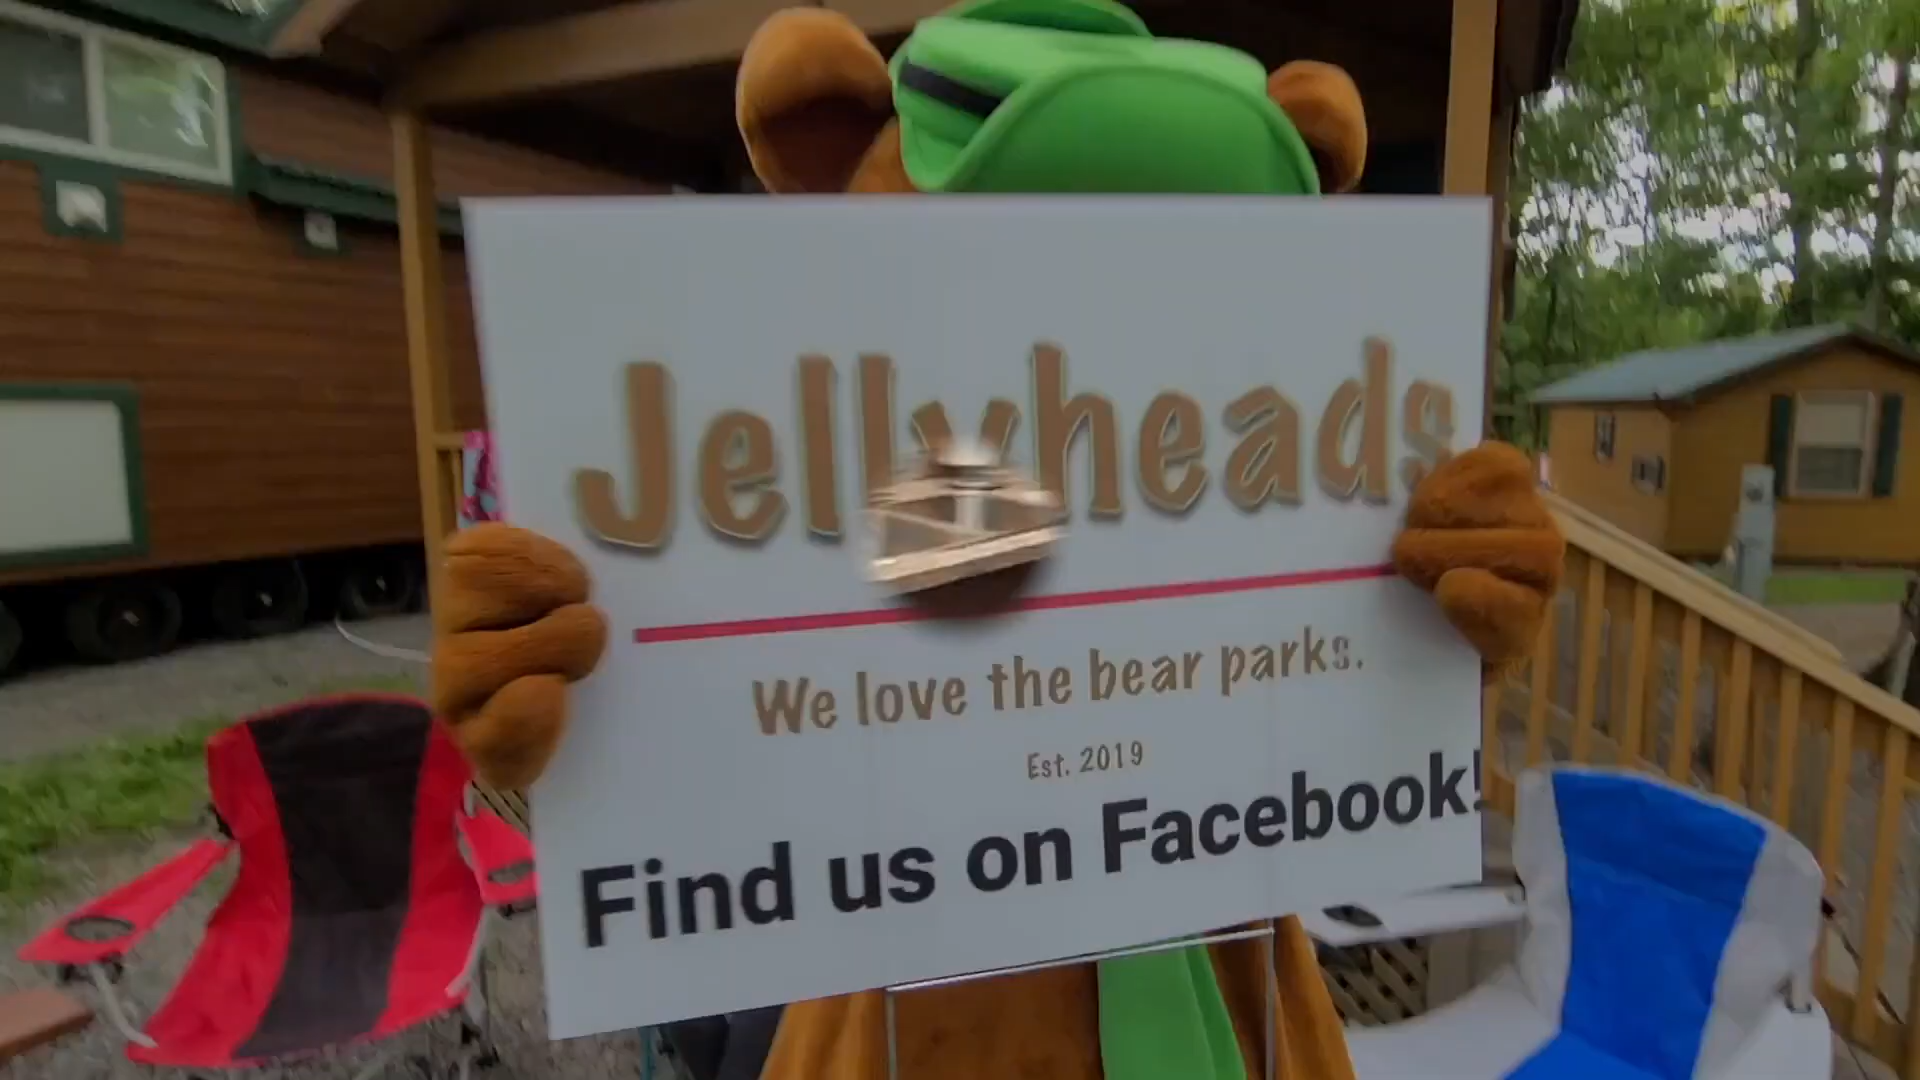 Jellyheads
We love the bear parks.
Est. 2019
Find us on Facebook!